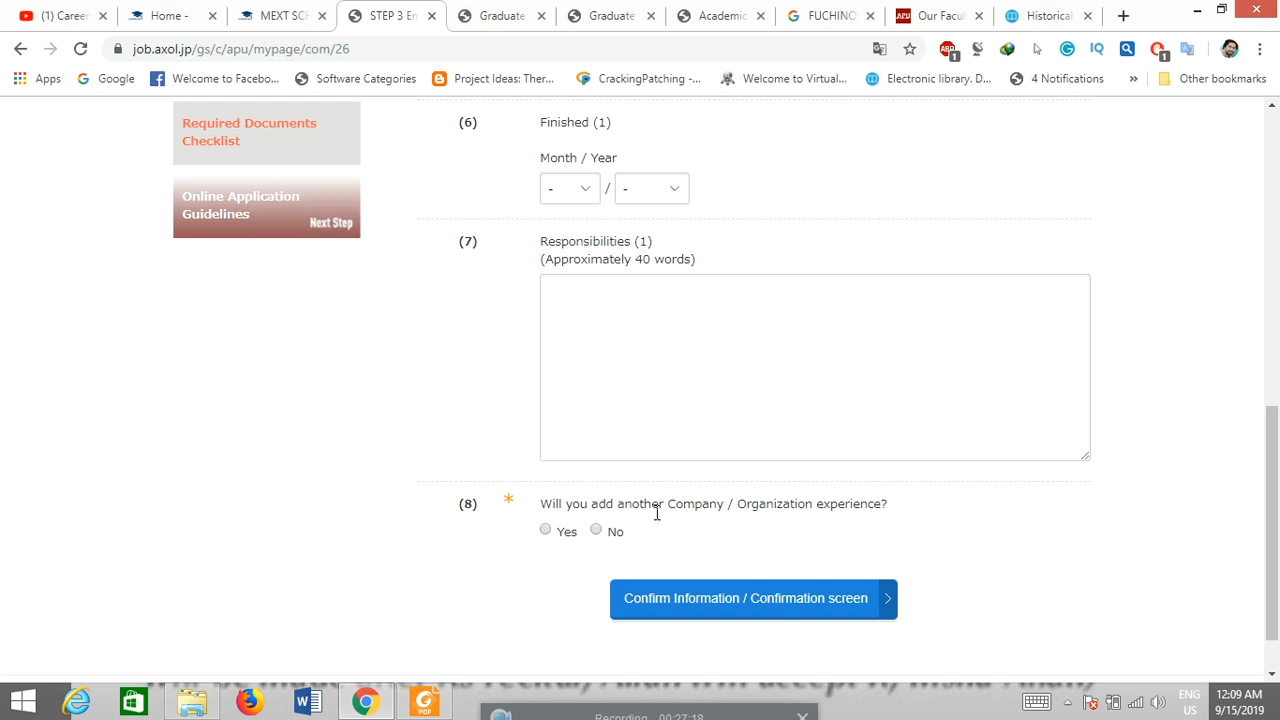 (1) Career
Home -
MEXT SCH
STEP 3 Em
Graduate
Graduate
Academic
FUCHINO
Our Facul
Historical
job.axol.jp/gs/c/apu/mypage/com/26
Apps
Google
Welcome to Facebo...
Software Categories
Project Ideas: Ther...
CrackingPatching -...
Welcome to Virtual...
Electronic library. D...
4 Notifications
»
Other bookmarks
Required Documents
Checklist
Online Application
Guidelines
Next Step
(6) Finished (1)
Month / Year
- / -
(7) Responsibilities (1)
(Approximately 40 words)
(8) * Will you add another Company / Organization experience?
Yes No
Confirm Information / Confirmation screen
ENG 12:09 AM
US 9/15/2019
Recording 00:27:18